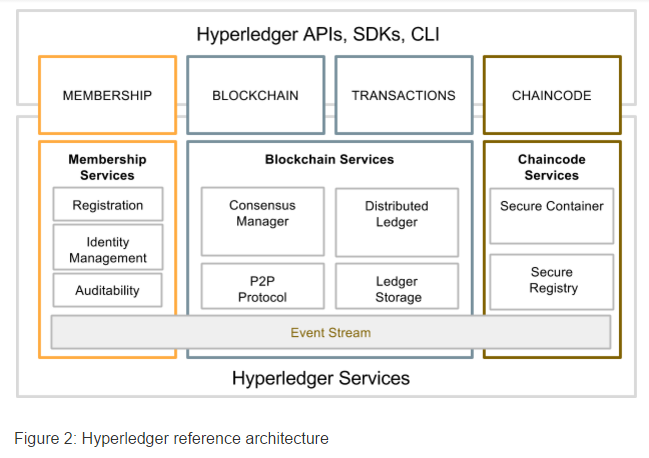 Hyperledger APIs, SDKs, CLI
MEMBERSHIP
BLOCKCHAIN
TRANSACTIONS
CHAINCODE
Membership
Services
Registration
Identity
Management
Auditability
Blockchain Services
Consensus
Manager
Distributed
Ledger
P2P
Protocol
Ledger
Storage
Chaincode
Services
Secure Container
Secure
Registry
Event Stream
Hyperledger Services
Figure 2: Hyperledger reference architecture